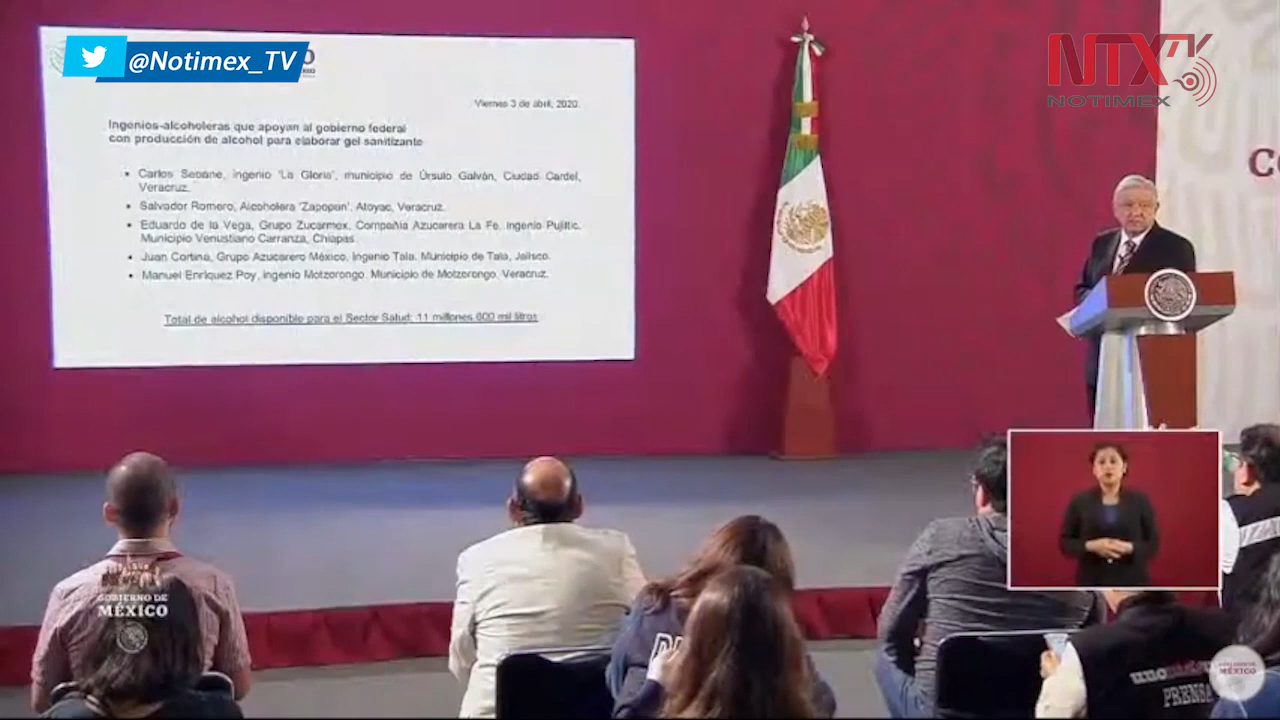 @Notimex_TV
NTX TV
NOTIMEX
Viernes 3 de abril, 2020.
Ingenios-alcoholeras que apoyan al gobierno federal
con producción de alcohol para elaborar gel sanitizante
• Carlos Seoane, ingenio "La Gloria", municipio de Úrsulo Galván, Ciudad Cardel,
Veracruz.
• Salvador Romero, Alcoholera "Zapopan", Atoyac, Veracruz.
• Eduardo de la Vega, Grupo Zucarmex, Compañía Azucarera La Fe, ingenio Pujiltic.
Municipio Venustiano Carranza, Chiapas.
• Juan Cortina, Grupo Azucarero México, Ingenio Tala. Municipio de Tala, Jalisco.
• Manuel Enríquez Poy, ingenio Motzorongo. Municipio de Motzorongo, Veracruz.
Total de alcohol disponible para el Sector Salud: 11 millones 600 mil litros
CO
GOBIERNO DE
MÉXICO
PRENSA
MÉXICO